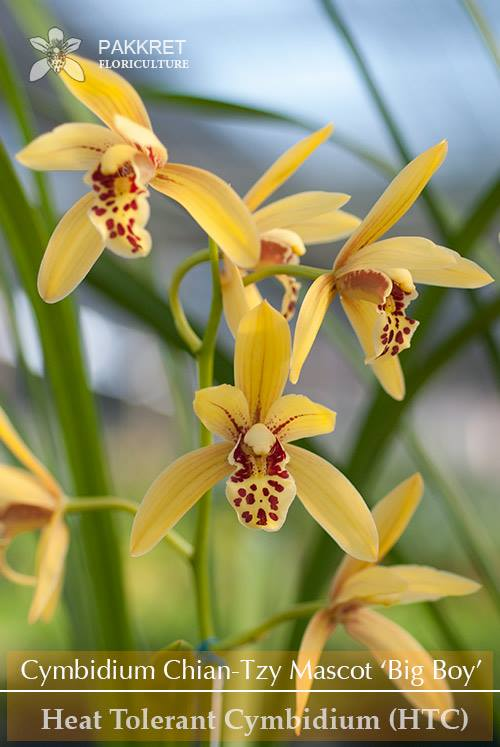 PAKKRET
FLORICULTURE
Cymbidium Chian-Tzy Mascot ‘Big Boy’
Heat Tolerant Cymbidium (HTC)